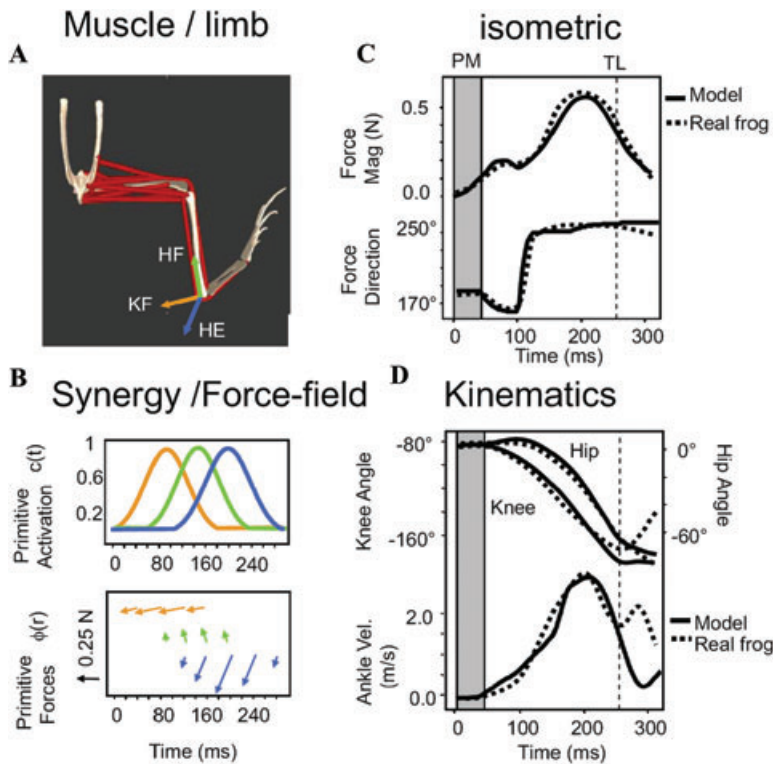 Muscle / limb
A
HF
KF
HE
B
Synergy /Force-field
Primitive
Activation c(t)
1
0.6
0.2
0 80 160 240
Primitive
Forces ϕ(r)
0.25 N
0 80 160 240
Time (ms)
isometric
C
PM
TL
Model
Real frog
Force
Mag (N)
0.5
0.0
Force
Direction
250°
170°
0 100 200 300
Time (ms)
D
Kinematics
Knee Angle
-80°
-160°
Hip
Knee
0°
-60°
Hip Angle
Ankle Vel.
(m/s)
2.0
0.0
Model
Real frog
0 100 200 300
Time (ms)